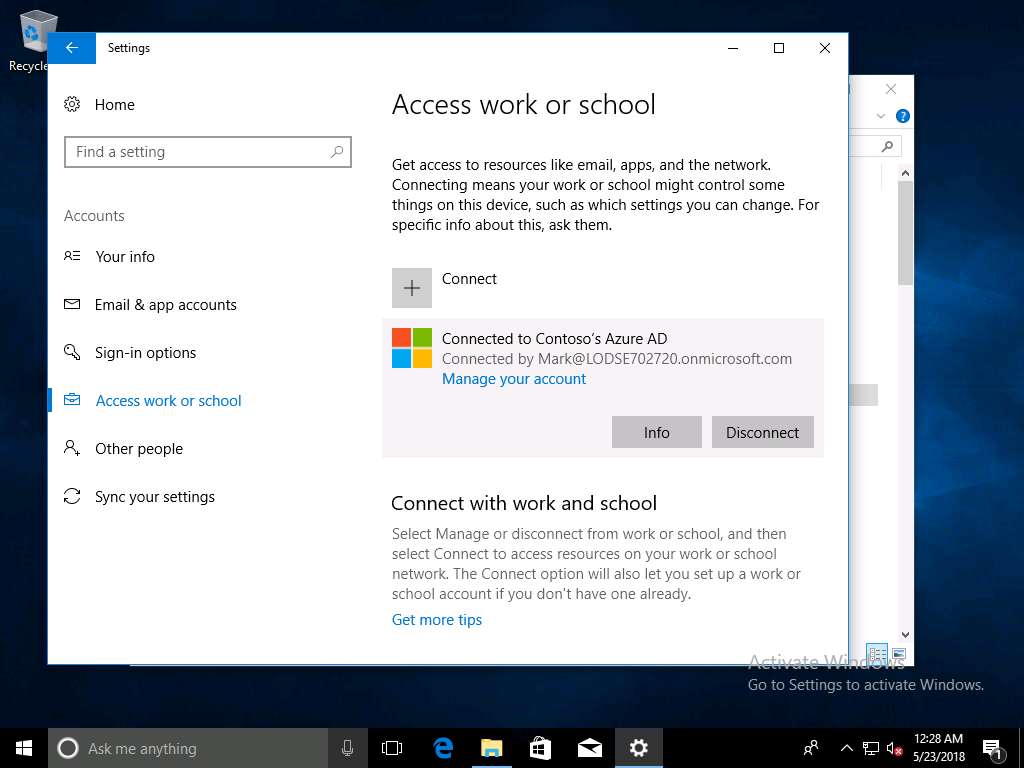 Recycle
Settings
Home
Find a setting
Accounts
Your info
Email & app accounts
Sign-in options
Access work or school
Other people
Sync your settings
Access work or school
Get access to resources like email, apps, and the network.
Connecting means your work or school might control some
things on this device, such as which settings you can change. For
specific info about this, ask them.
Connect
Connected to Contoso's Azure AD
Connected by Mark@LODSE702720.onmicrosoft.com
Manage your account
Info
Disconnect
Connect with work and school
Select Manage or disconnect from work or school, and then
select Connect to access resources on your work or school
network. The Connect option will also let you set up a work or
school account if you don't have one already.
Get more tips
Activate Windows
Go to Settings to activate Windows.
Ask me anything
12:28 AM
5/23/2018
1